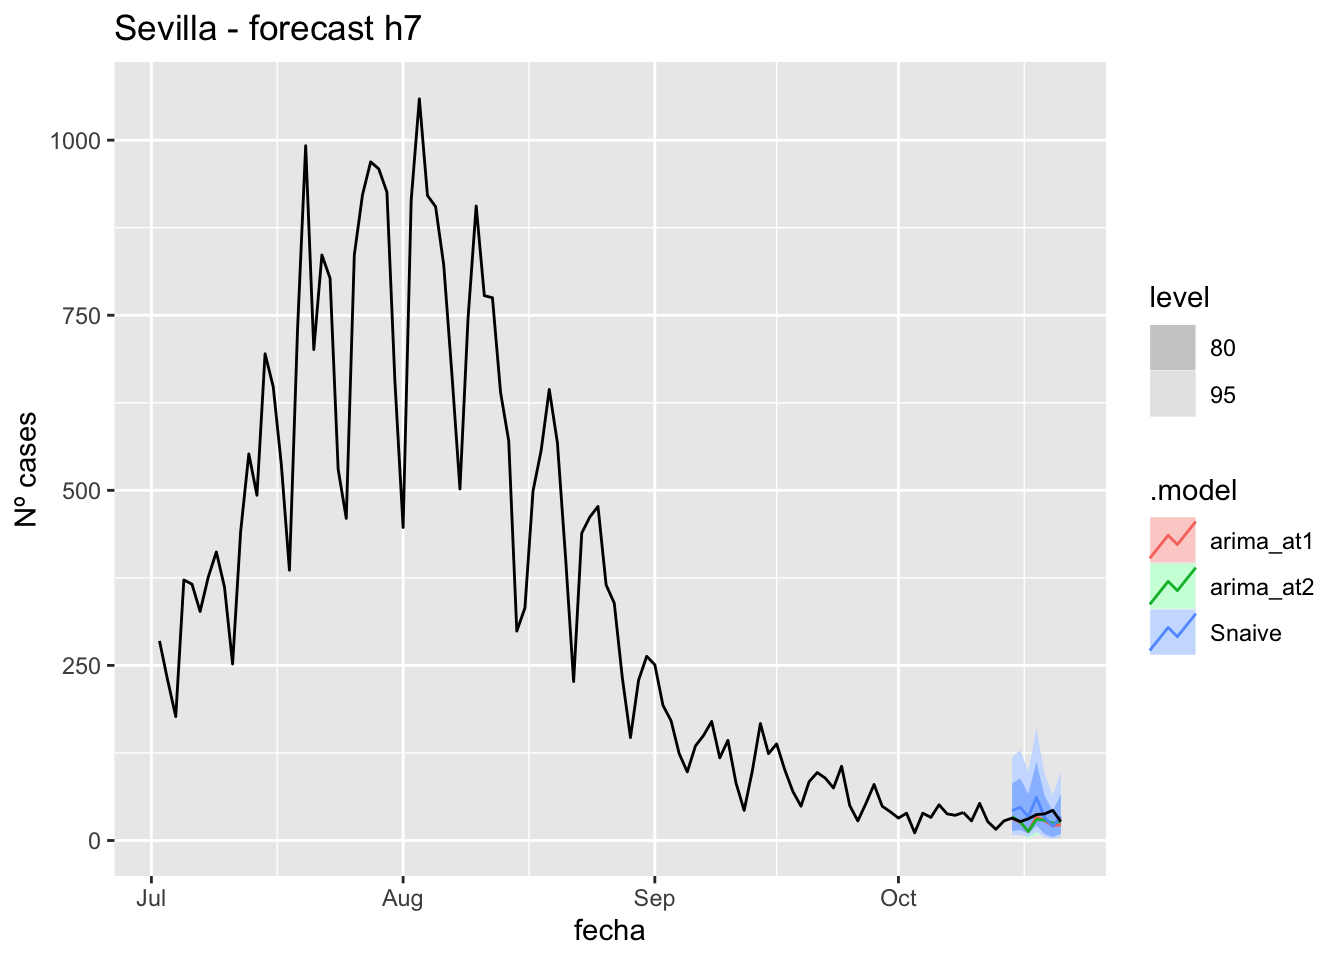 Sevilla - forecast h7
Nº cases
1000
750
500
250
0
Jul Aug Sep Oct
fecha
level
80
95
.model
arima_at1
arima_at2
Snaive